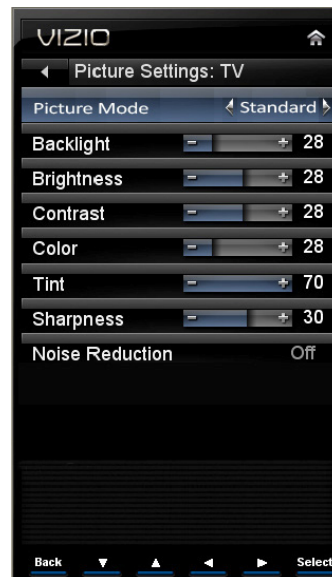 VIZIO
Picture Settings: TV
Picture Mode Standard
Backlight - + 28
Brightness - + 28
Contrast - + 28
Color - + 28
Tint - + 70
Sharpness - + 30
Noise Reduction Off
Back ▼ ▲ ◀ ▶ Select